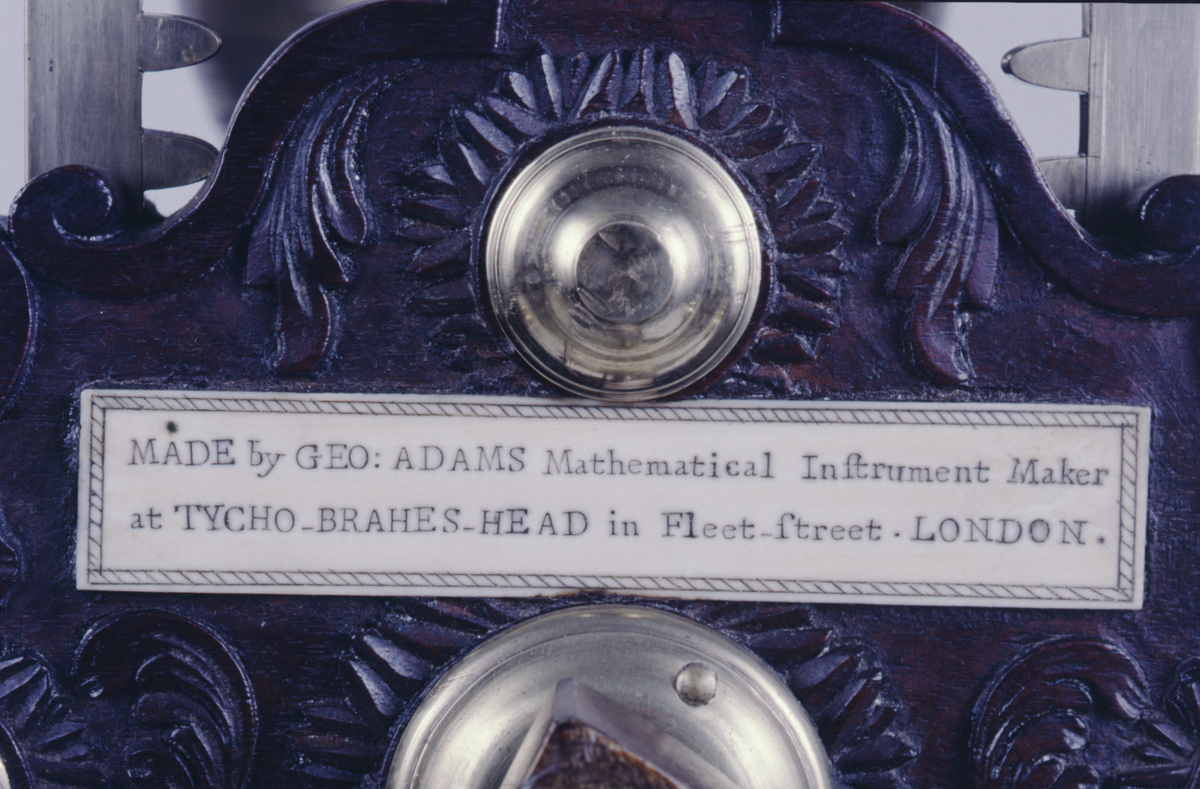 MADE by GEO: ADAMS Mathematical Inſtrument Maker
at TYCHO-BRAHES-HEAD in Fleet-ſtreet · LONDON.